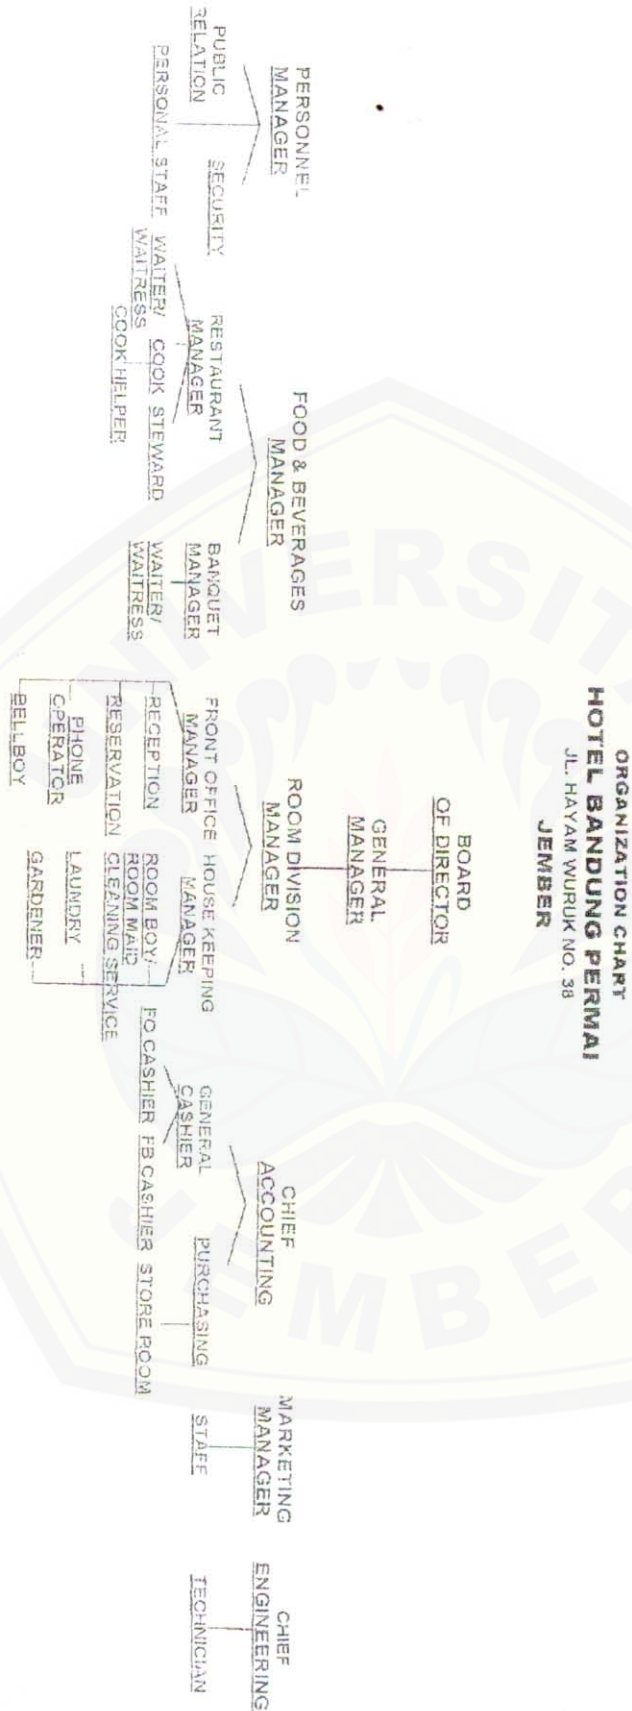 ORGANIZATION CHART
HOTEL BANDUNG PERMAI
JL. HAYAM WURUK NO. 38
JEMBER
BOARD
OF DIRECTOR
GENERAL
MANAGER
PERSONNEL
MANAGER
FOOD & BEVERAGES
MANAGER
ROOM DIVISION
MANAGER
CHIEF
ACCOUNTING
MARKETING
MANAGER
CHIEF
ENGINEERING
PUBLIC
RELATION
SECURITY
PERSONAL STAFF
RESTAURANT
MANAGER
BANQUET
MANAGER
FRONT OFFICE
MANAGER
HOUSE KEEPING
MANAGER
GENERAL
CASHIER
PURCHASING
STAFF
TECHNICIAN
WAITER/
WAITRESS
COOK
STEWARD
COOK HELPER
WAITER/
WAITRESS
RECEPTION
RESERVATION
PHONE
OPERATOR
BELLBOY
ROOM BOY/
ROOM MAID
CLEANING SERVICE
LAUNDRY
GARDENER
FO CASHIER
FB CASHIER
STORE ROOM
UNIVERSITAS
JEMBER